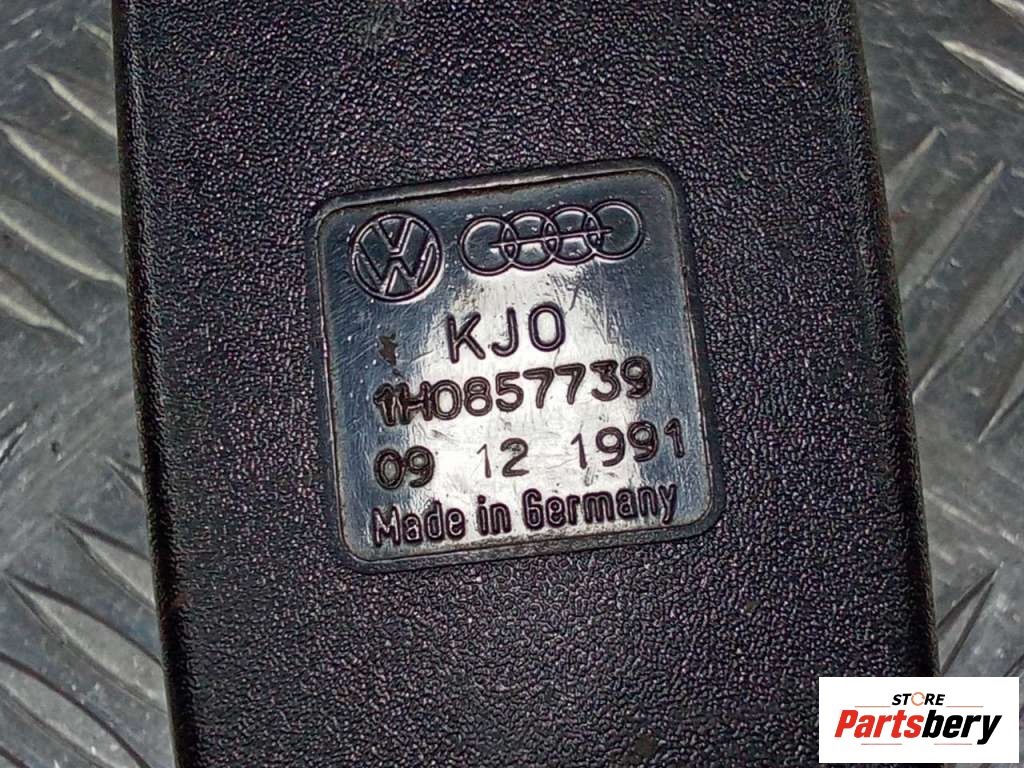 KJO
1H0857739
09 12 1991
Made in Germany
STORE
Partsbery